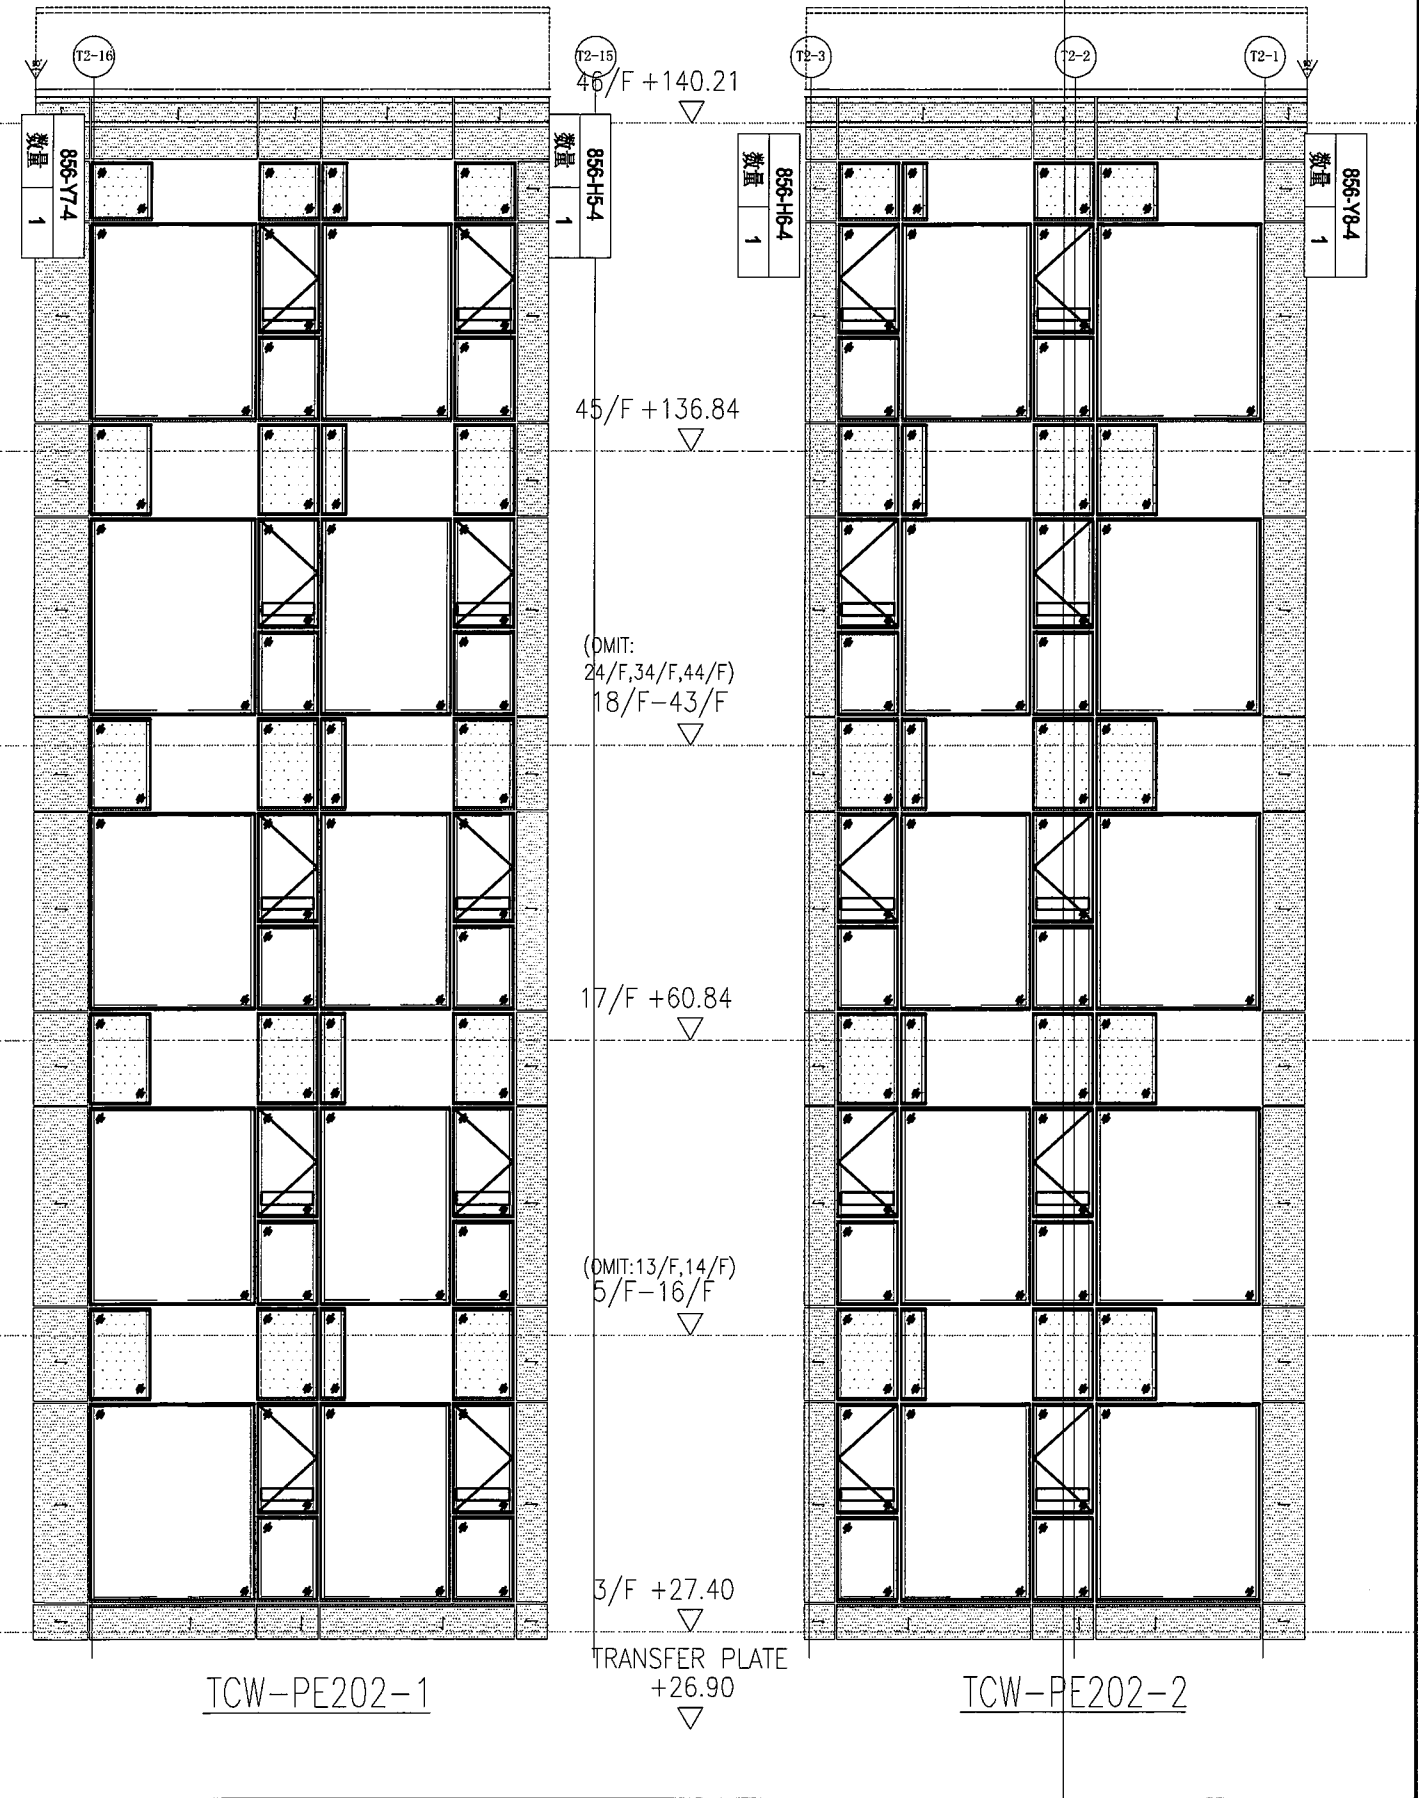 T2-16
T2-15
T2-3
T2-2
T2-1
46/F +140.21
856-Y7-4
数量 1
856-H5-4
数量 1
856-H6-4
数量 1
856-Y8-4
数量 1
45/F +136.84
(OMIT:
24/F,34/F,44/F)
18/F-43/F
17/F +60.84
(OMIT:13/F,14/F)
5/F-16/F
3/F +27.40
TRANSFER PLATE
+26.90
TCW-PE202-1
TCW-PE202-2